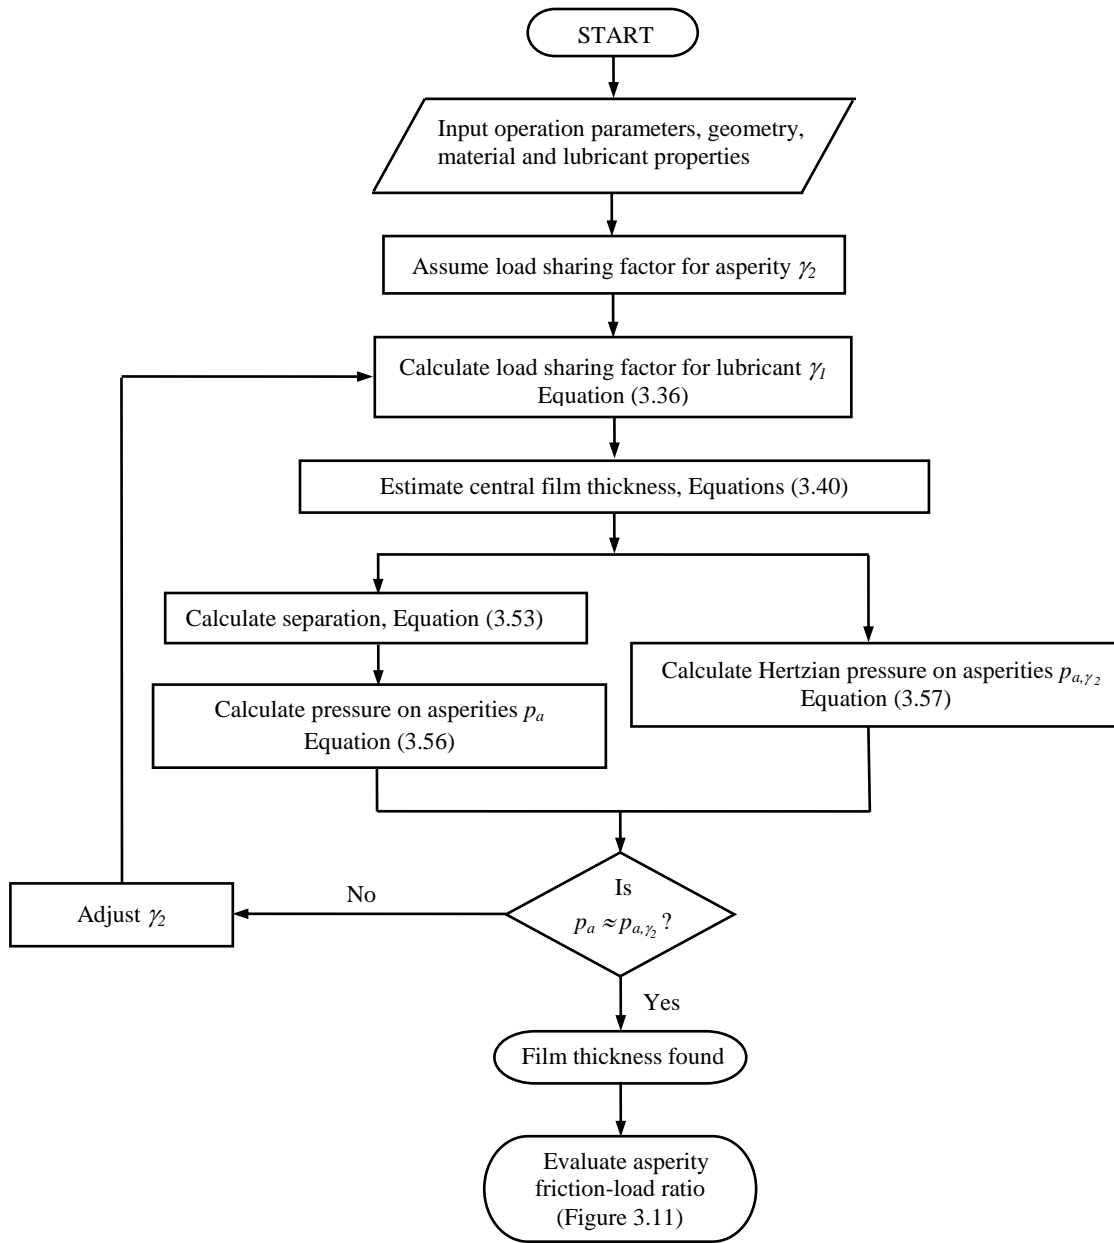 START
Input operation parameters, geometry,
material and lubricant properties
Assume load sharing factor for asperity γ2
Calculate load sharing factor for lubricant γ1
Equation (3.36)
Estimate central film thickness, Equations (3.40)
Calculate separation, Equation (3.53)
Calculate Hertzian pressure on asperities pa,γ2
Equation (3.57)
Calculate pressure on asperities pa
Equation (3.56)
Is
pa ≈ pa,γ2 ?
No
Adjust γ2
Yes
Film thickness found
Evaluate asperity
friction-load ratio
(Figure 3.11)